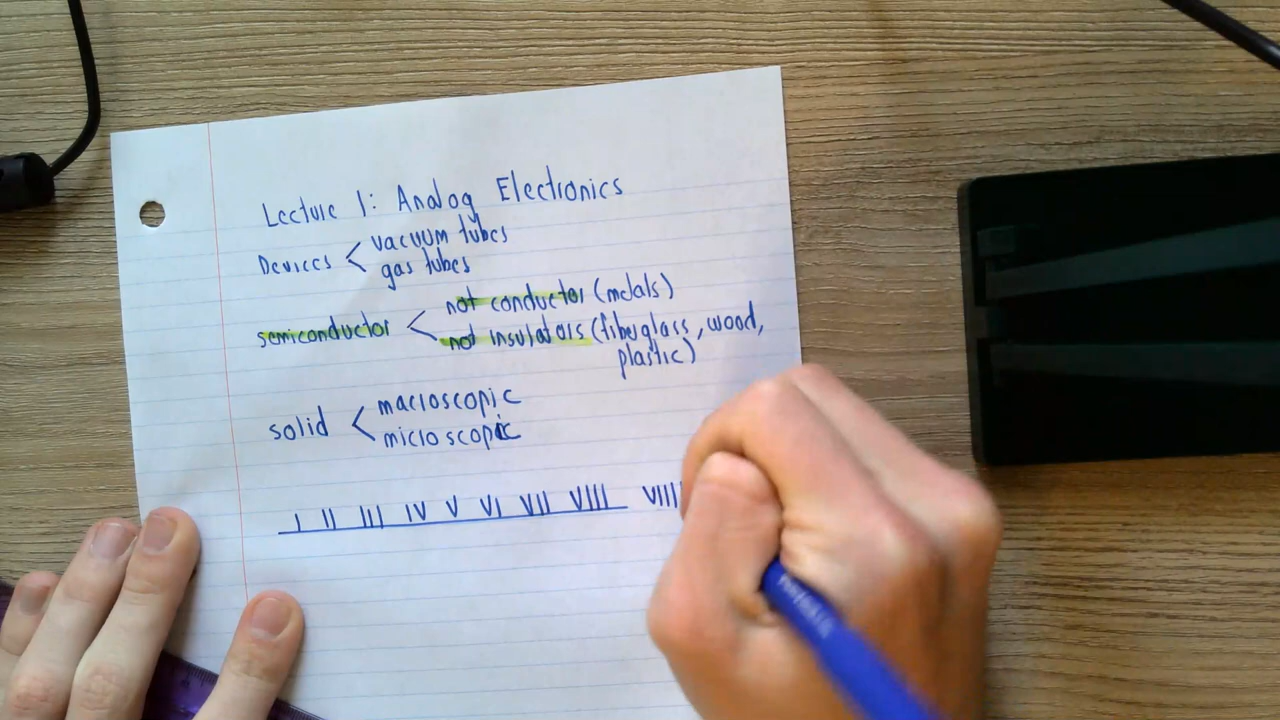 Lecture 1: Analog Electronics
Devices < vacuum tubes
gas tubes
semiconductor < not conductor (metals)
not insulators (fiberglass, wood,
plastic)
solid < macroscopic
microscopic
I II III IV V VI VII VIII VIIII